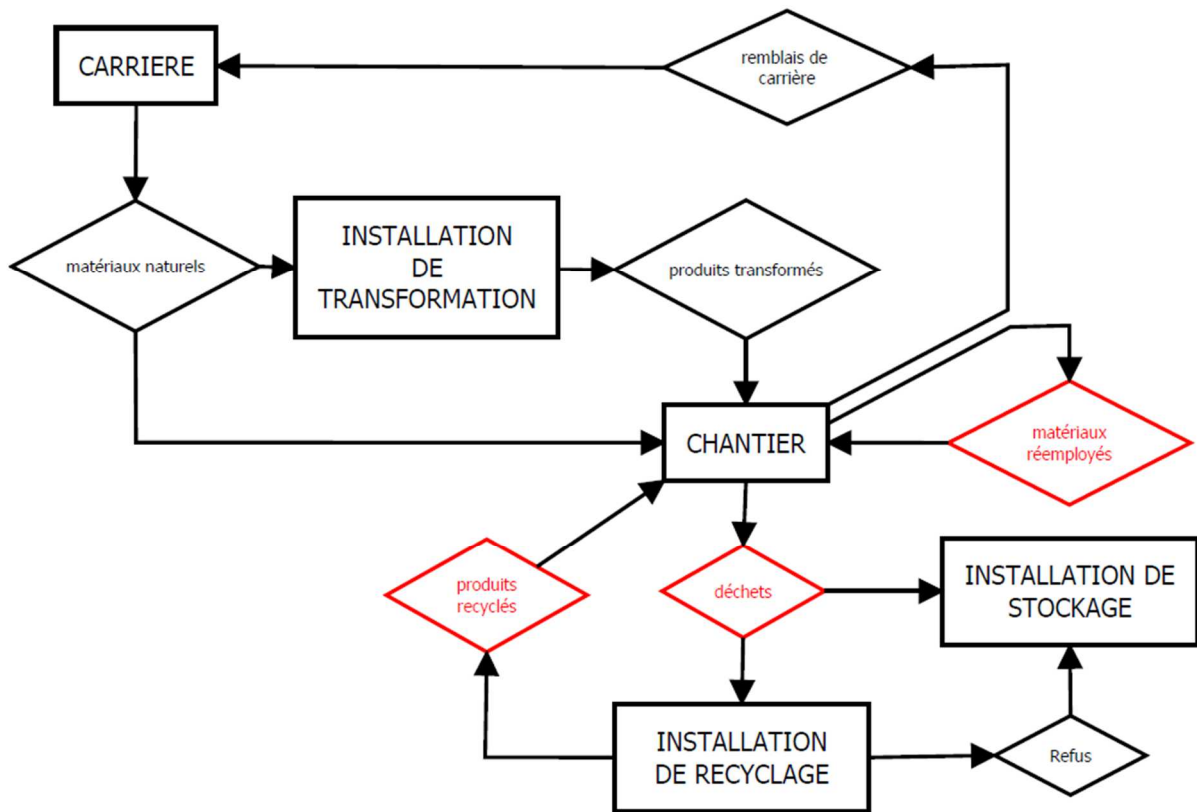 CARRIERE
remblais de
carrière
matériaux naturels
INSTALLATION
DE
TRANSFORMATION
produits transformés
CHANTIER
matériaux
réemployés
produits
recyclés
déchets
INSTALLATION DE
STOCKAGE
INSTALLATION
DE RECYCLAGE
Refus